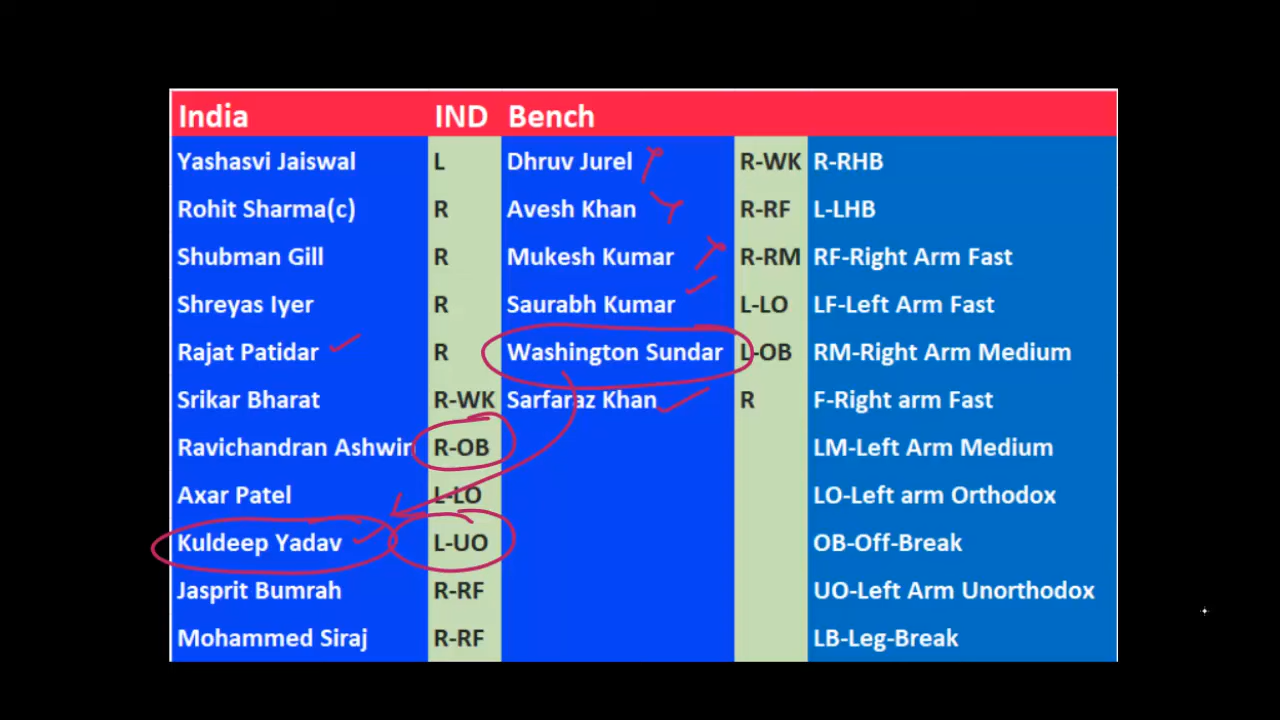 India IND Bench
Yashasvi Jaiswal L Dhruv Jurel R-WK R-RHB
Rohit Sharma(c) R Avesh Khan R-RF L-LHB
Shubman Gill R Mukesh Kumar R-RM RF-Right Arm Fast
Shreyas Iyer R Saurabh Kumar L-LO LF-Left Arm Fast
Rajat Patidar R Washington Sundar L-OB RM-Right Arm Medium
Srikar Bharat R-WK Sarfaraz Khan R F-Right arm Fast
Ravichandran Ashwin R-OB LM-Left Arm Medium
Axar Patel L-LO LO-Left arm Orthodox
Kuldeep Yadav L-UO OB-Off-Break
Jasprit Bumrah R-RF UO-Left Arm Unorthodox
Mohammed Siraj R-RF LB-Leg-Break